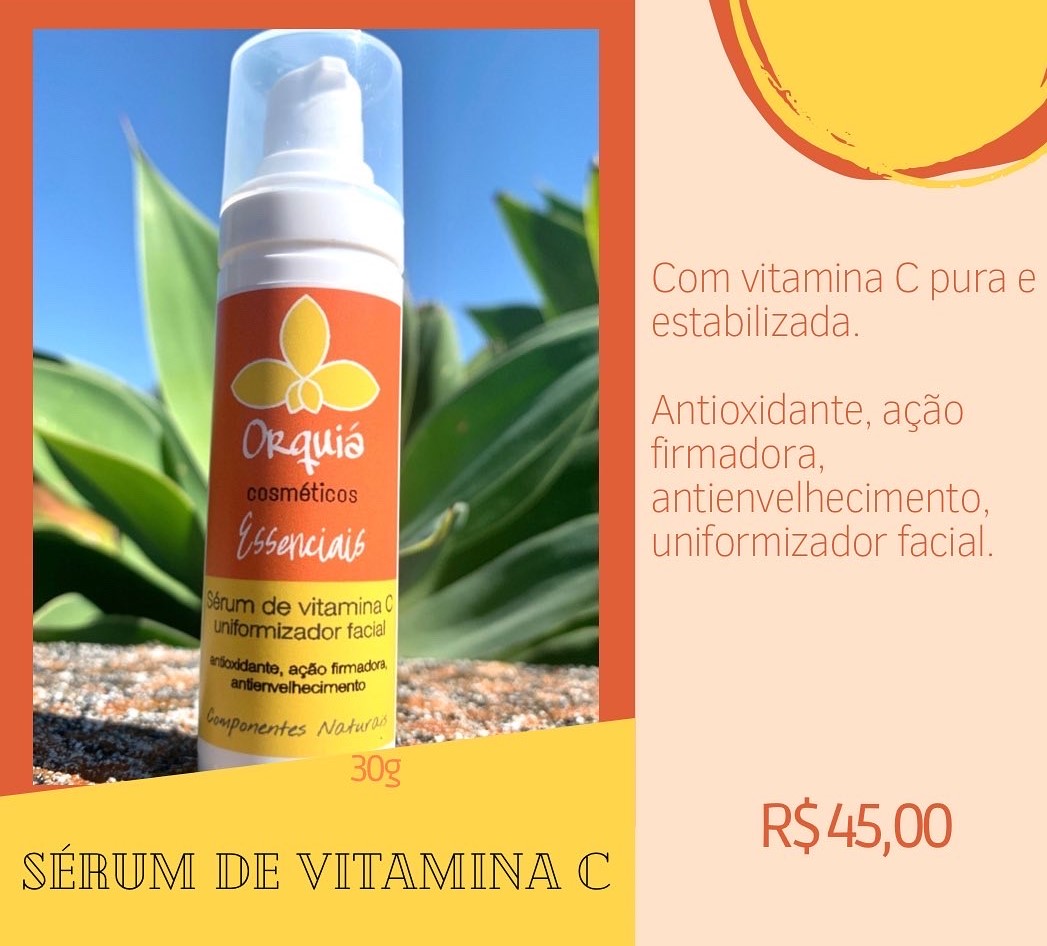 Orquiá
cosméticos
Essenciais
Sérum de vitamina C
uniformizador facial
antioxidante, ação firmadora,
antienvelhecimento
Componentes Naturais
30g
SÉRUM DE VITAMINA C
Com vitamina C pura e
estabilizada.
Antioxidante, ação
firmadora,
antienvelhecimento,
uniformizador facial.
R$ 45,00